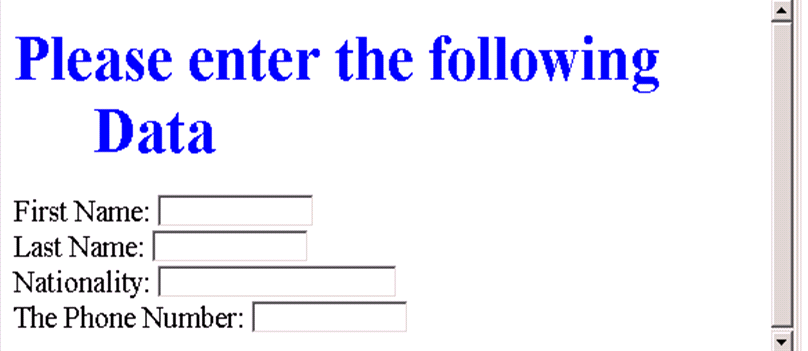 Please enter the following
Data
First Name:
Last Name:
Nationality:
The Phone Number: